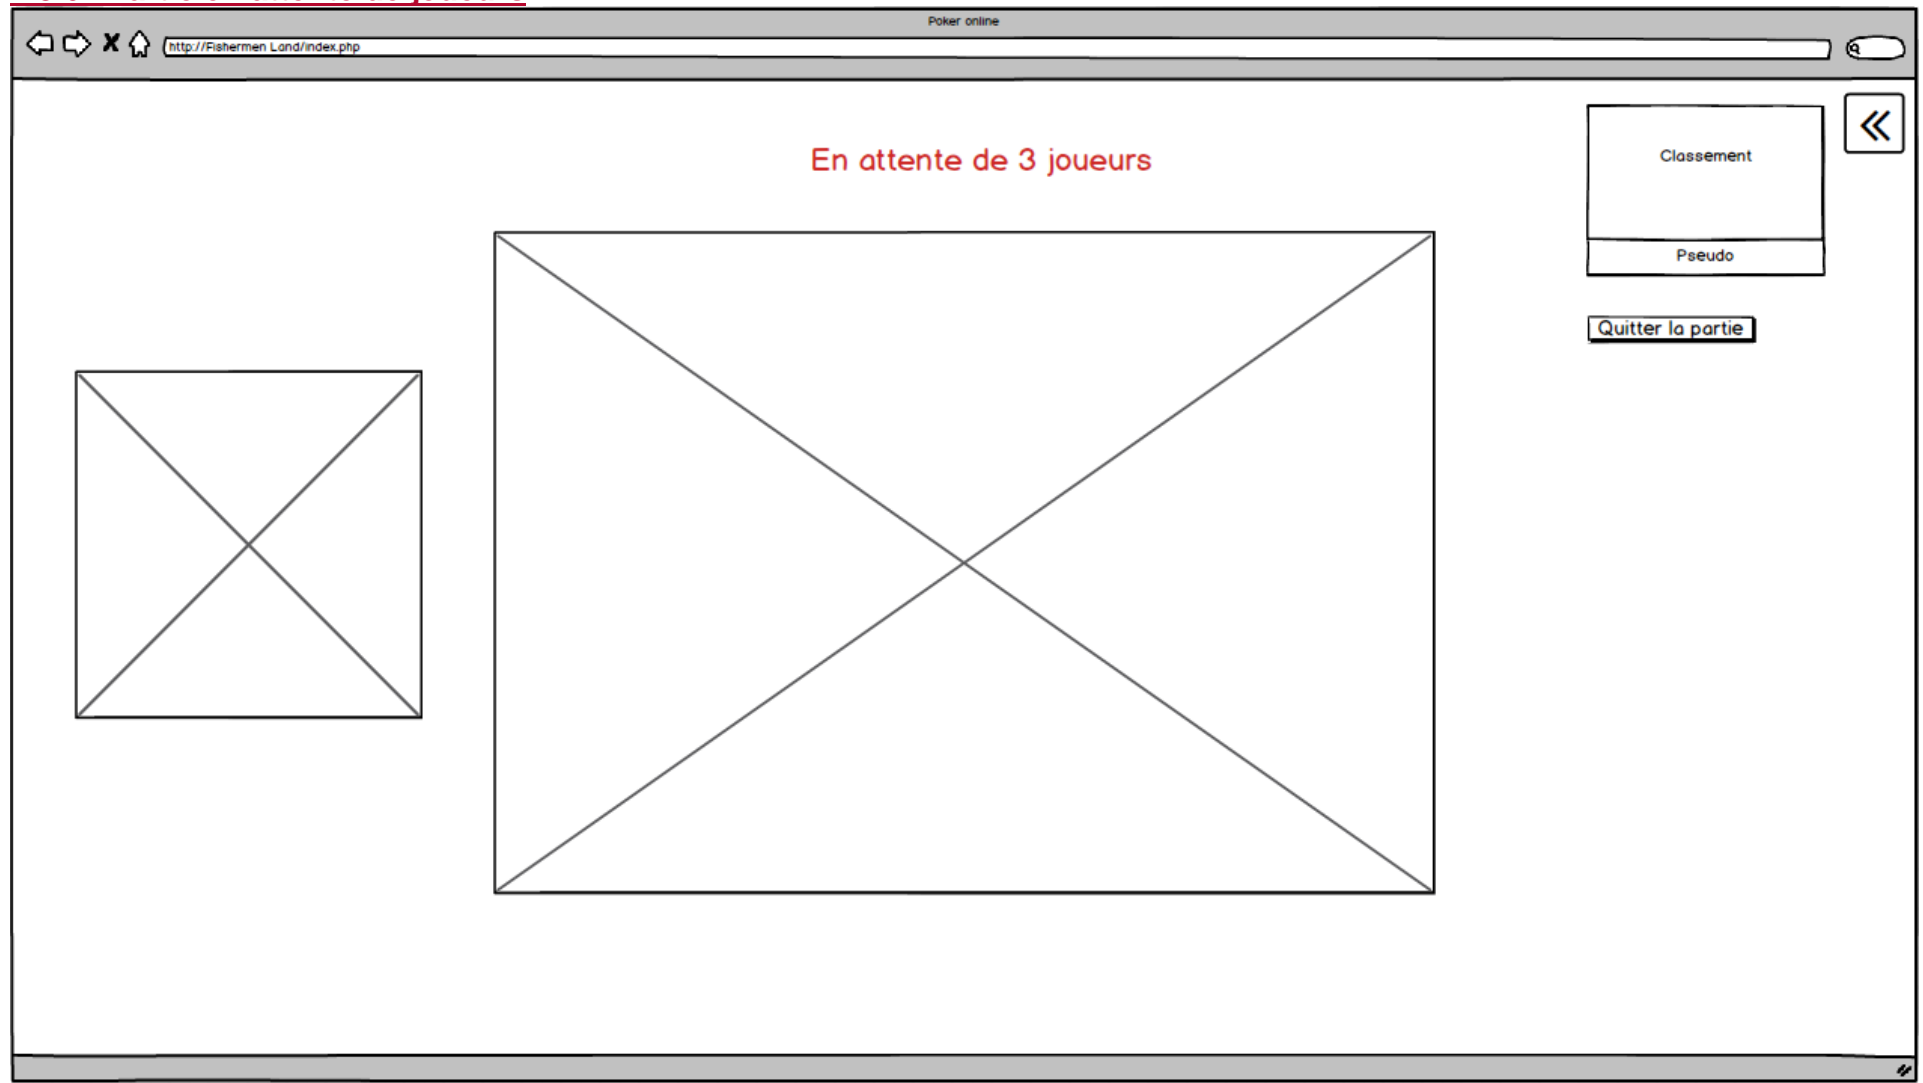 Poker online
http://Fishermen Land/index.php
En attente de 3 joueurs
Classement
Pseudo
Quitter la partie